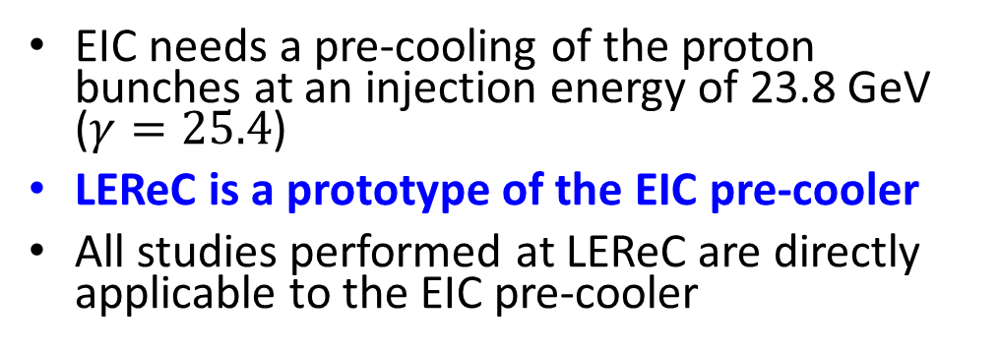 • EIC needs a pre-cooling of the proton
bunches at an injection energy of 23.8 GeV
(𝛾 = 25.4)
• LEReC is a prototype of the EIC pre-cooler
• All studies performed at LEReC are directly
applicable to the EIC pre-cooler